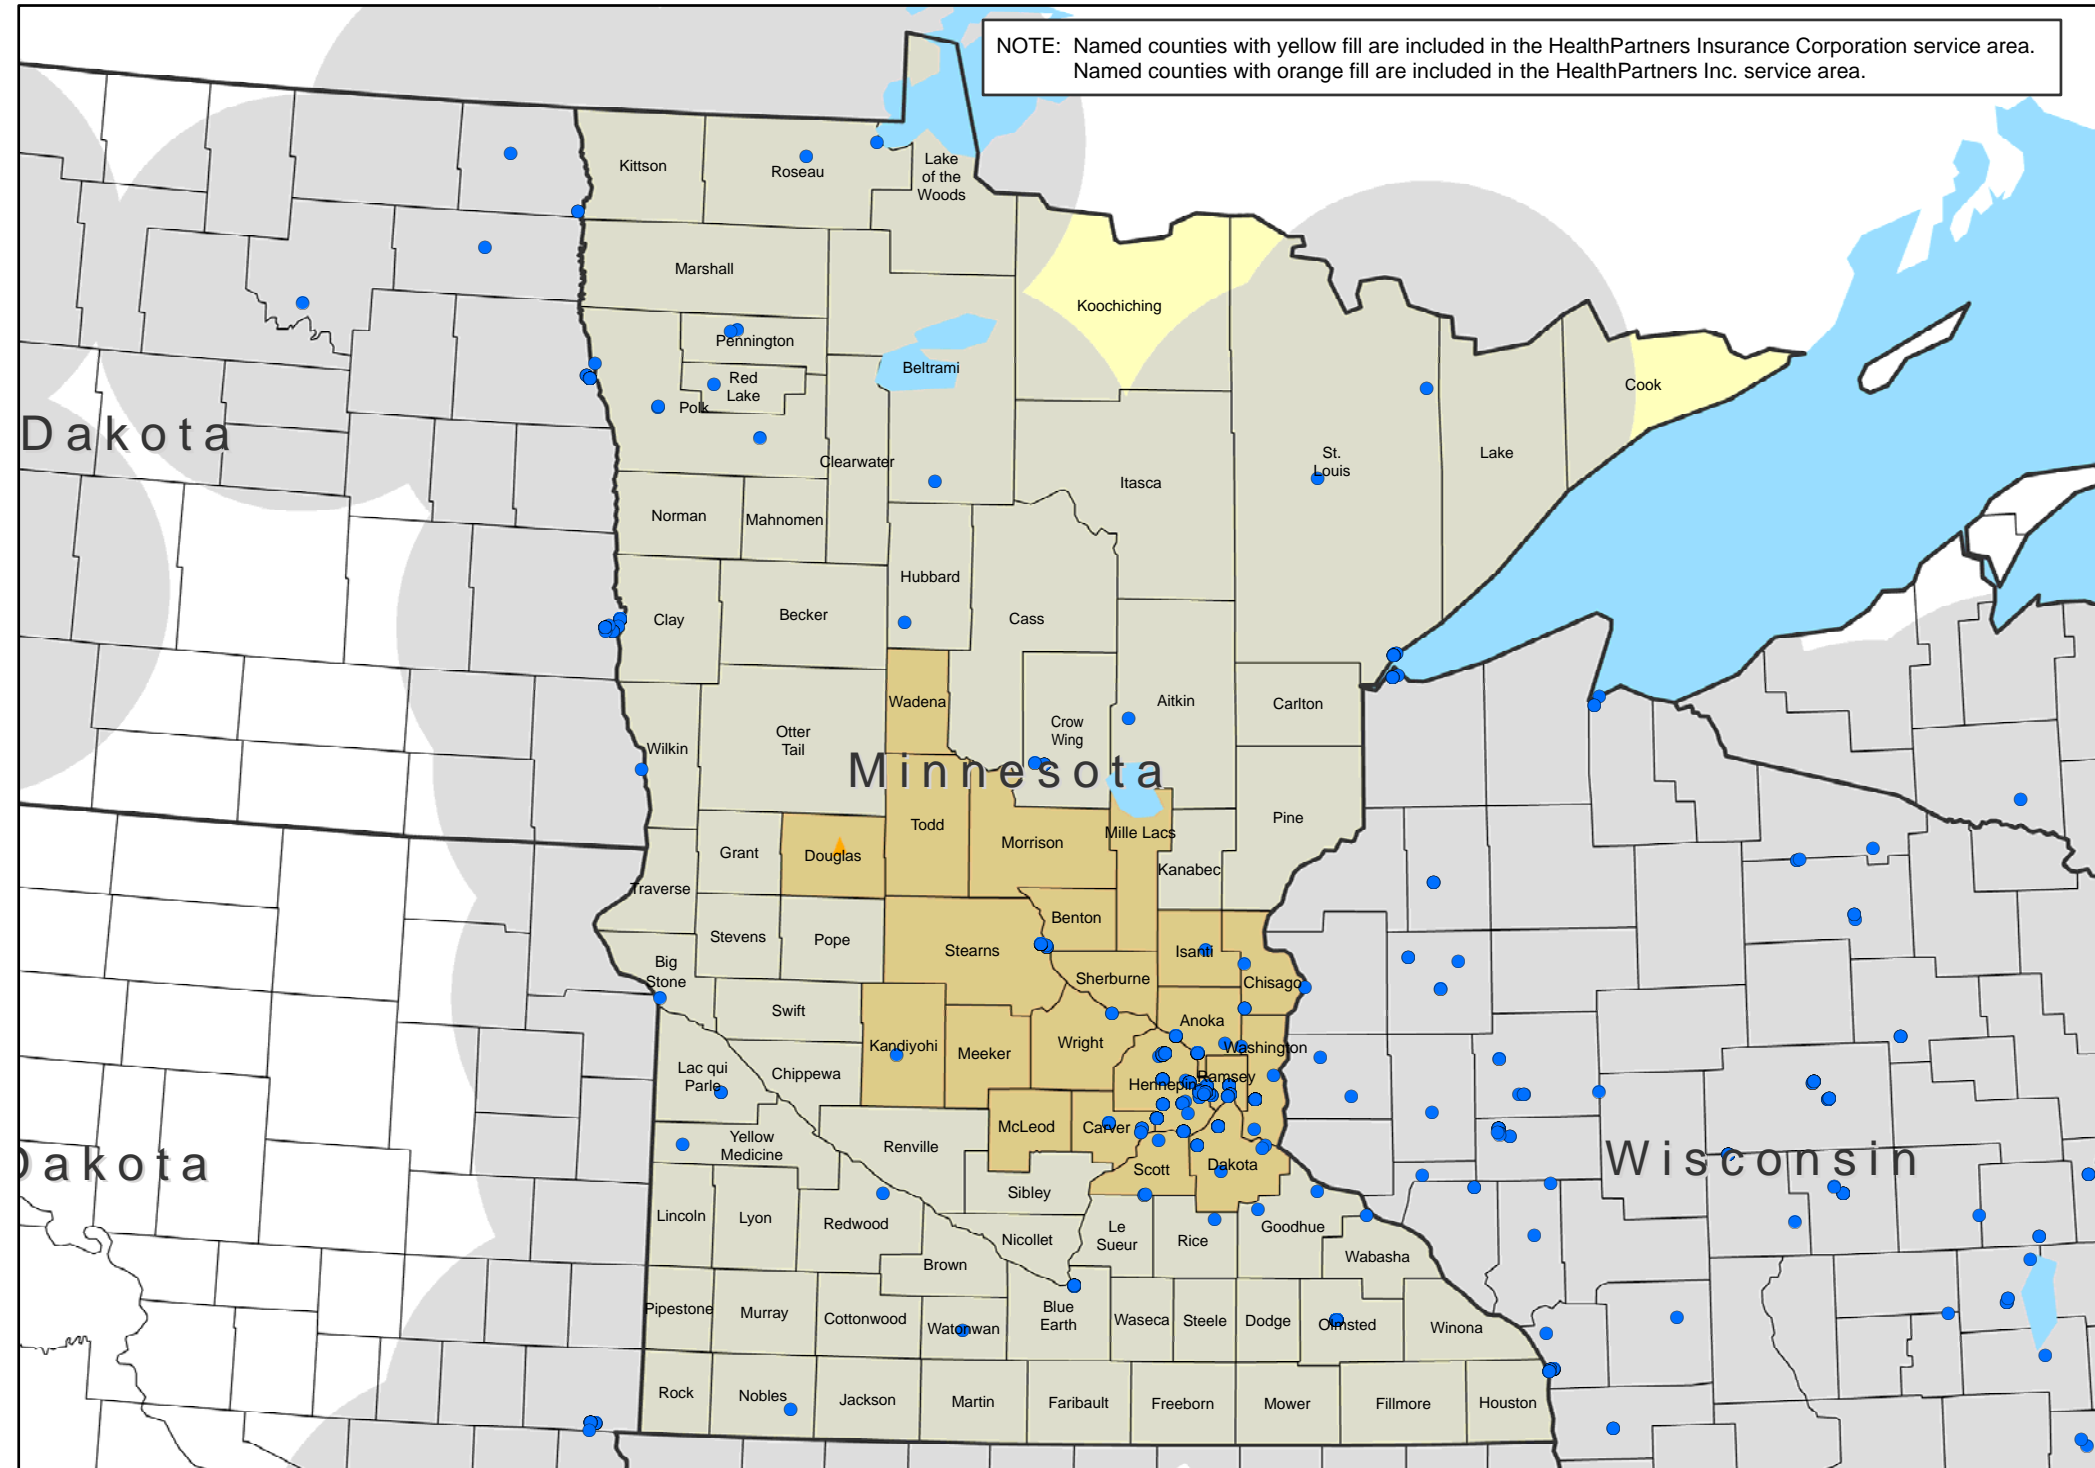 NOTE: Named counties with yellow fill are included in the HealthPartners Insurance Corporation service area.
Named counties with orange fill are included in the HealthPartners Inc. service area.
Kittson
Roseau
Lake
of the
Woods
Marshall
Koochiching
Pennington
Beltrami
Red
Lake
Polk
Cook
Dakota
Clearwater
St.
Louis
Lake
Itasca
Norman
Mahnomen
Hubbard
Clay
Becker
Cass
Wadena
Aitkin
Carlton
Crow
Wing
Otter
Tail
Wilkin
Minnesota
Todd
Mille Lacs
Pine
Morrison
Grant
Douglas
Kanabec
Traverse
Benton
Stevens
Pope
Stearns
Isanti
Big
Stone
Sherburne
Chisago
Swift
Anoka
Kandiyohi
Meeker
Wright
Washington
Lac qui
Parle
Chippewa
Hennepin
Ramsey
McLeod
Carver
Yellow
Medicine
Renville
Dakota
Wisconsin
Scott
Dakota
Sibley
Lincoln
Lyon
Redwood
Le
Sueur
Rice
Goodhue
Nicollet
Wabasha
Brown
Pipestone
Murray
Cottonwood
Watonwan
Blue
Earth
Waseca
Steele
Dodge
Olmsted
Winona
Rock
Nobles
Jackson
Martin
Faribault
Freeborn
Mower
Fillmore
Houston